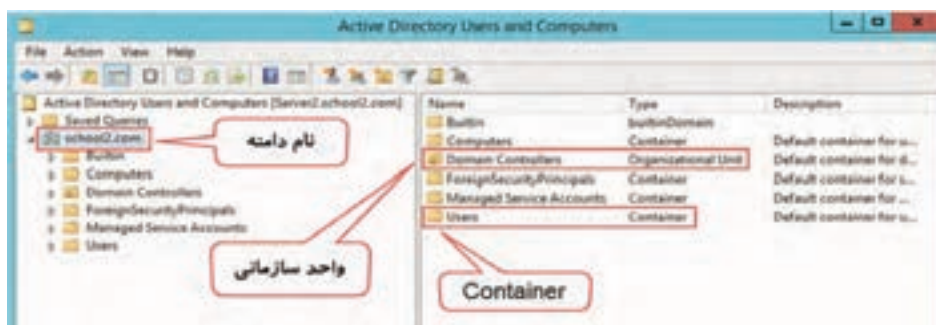 Active Directory Users and Computers
File Action View Help
Active Directory Users and Computers [Server2.school2.com]
Saved Queries
school2.com
Builtin
Computers
Domain Controllers
ForeignSecurityPrincipals
Managed Service Accounts
Users
نام دامنه
واحد سازمانی
Name Type Description
Builtin builtinDomain
Computers Container Default container for u...
Domain Controllers Organizational Unit Default container for d...
ForeignSecurityPrincipals Container Default container for s...
Managed Service Accounts Container Default container for ...
Users Container Default container for u...
Container